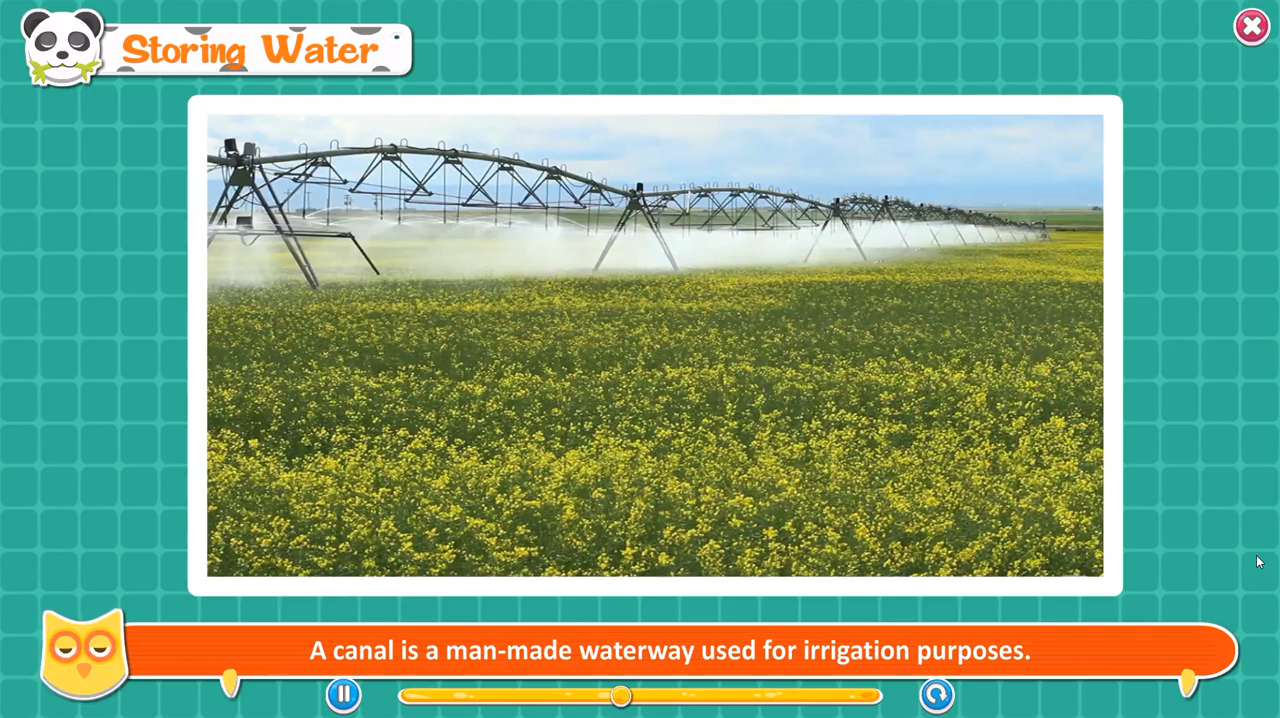 Storing Water
A canal is a man-made waterway used for irrigation purposes.